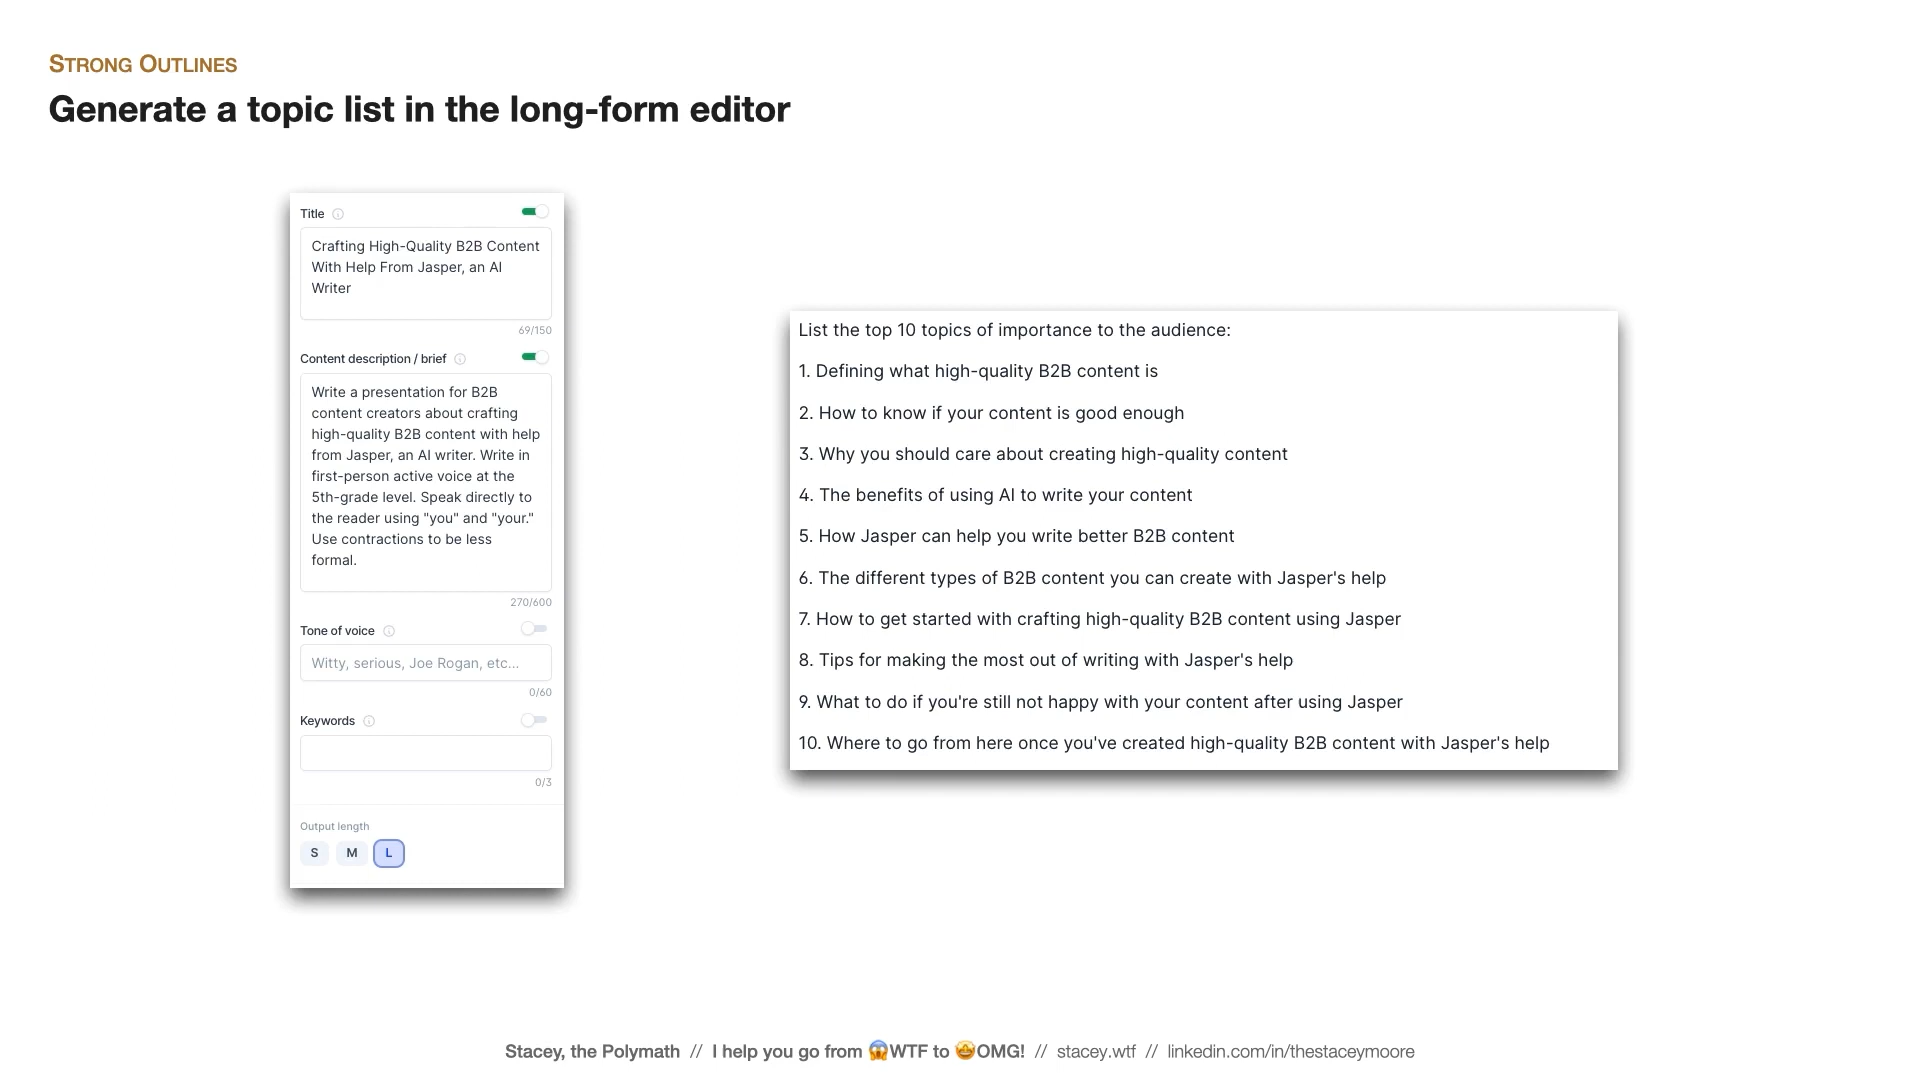 STRONG OUTLINES
Generate a topic list in the long-form editor
Title
Crafting High-Quality B2B Content
With Help From Jasper, an AI
Writer
69/150
Content description / brief
Write a presentation for B2B
content creators about crafting
high-quality B2B content with help
from Jasper, an AI writer. Write in
first-person active voice at the
5th-grade level. Speak directly to
the reader using "you" and "your."
Use contractions to be less
formal.
270/600
Tone of voice
Witty, serious, Joe Rogan, etc...
0/60
Keywords
0/3
Output length
S M L
List the top 10 topics of importance to the audience:
1. Defining what high-quality B2B content is
2. How to know if your content is good enough
3. Why you should care about creating high-quality content
4. The benefits of using AI to write your content
5. How Jasper can help you write better B2B content
6. The different types of B2B content you can create with Jasper's help
7. How to get started with crafting high-quality B2B content using Jasper
8. Tips for making the most out of writing with Jasper's help
9. What to do if you're still not happy with your content after using Jasper
10. Where to go from here once you've created high-quality B2B content with Jasper's help
Stacey, the Polymath // I help you go from 😱WTF to 🤩OMG! // stacey.wtf // linkedin.com/in/thestaceymoore